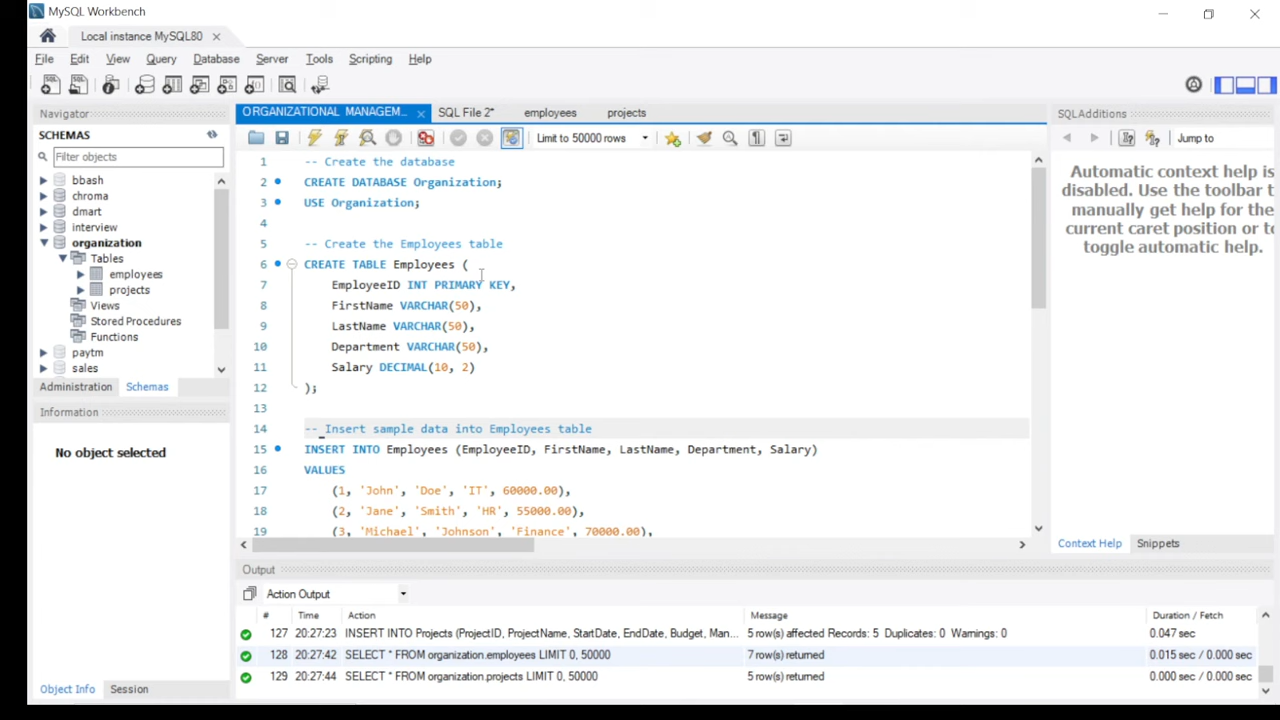 MySQL Workbench
Local instance MySQL80
File Edit View Query Database Server Tools Scripting Help
Navigator
SCHEMAS
Filter objects
bbash
chroma
dmart
interview
organization
Tables
employees
projects
Views
Stored Procedures
Functions
paytm
sales
Administration Schemas
Information
No object selected
Object Info Session
ORGANIZATIONAL MANAGEM... SQL File 2* employees projects
Limit to 50000 rows
1 -- Create the database
2 CREATE DATABASE Organization;
3 USE Organization;
4
5 -- Create the Employees table
6 CREATE TABLE Employees (
7 EmployeeID INT PRIMARY KEY,
8 FirstName VARCHAR(50),
9 LastName VARCHAR(50),
10 Department VARCHAR(50),
11 Salary DECIMAL(10, 2)
12 );
13
14 -- Insert sample data into Employees table
15 INSERT INTO Employees (EmployeeID, FirstName, LastName, Department, Salary)
16 VALUES
17 (1, 'John', 'Doe', 'IT', 60000.00),
18 (2, 'Jane', 'Smith', 'HR', 55000.00),
19 (3, 'Michael', 'Johnson', 'Finance', 70000.00),
SQLAdditions
Jump to
Automatic context help is
disabled. Use the toolbar t
manually get help for the
current caret position or to
toggle automatic help.
Context Help Snippets
Output
Action Output
# Time Action Message Duration / Fetch
127 20:27:23 INSERT INTO Projects (ProjectID, ProjectName, StartDate, EndDate, Budget, Man... 5 row(s) affected Records: 5 Duplicates: 0 Warnings: 0 0.047 sec
128 20:27:42 SELECT * FROM organization.employees LIMIT 0, 50000 7 row(s) returned 0.015 sec / 0.000 sec
129 20:27:44 SELECT * FROM organization.projects LIMIT 0, 50000 5 row(s) returned 0.000 sec / 0.000 sec